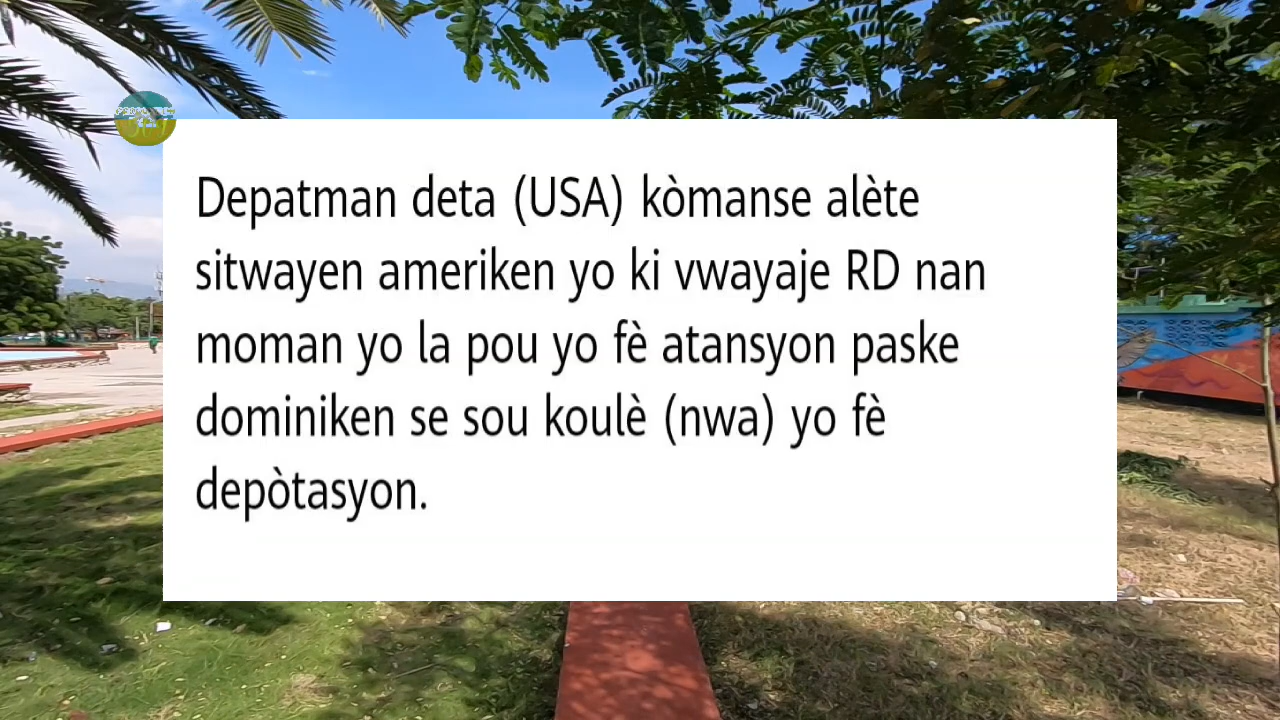 Depatman deta (USA) kòmanse alète
sitwayen ameriken yo ki vwayaje RD nan
moman yo la pou yo fè atansyon paske
dominiken se sou koulè (nwa) yo fè
depòtasyon.